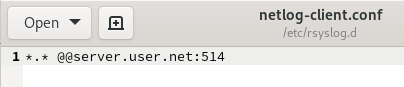 Open
netlog-client.conf
/etc/rsyslog.d
1 *.* @@server.user.net:514